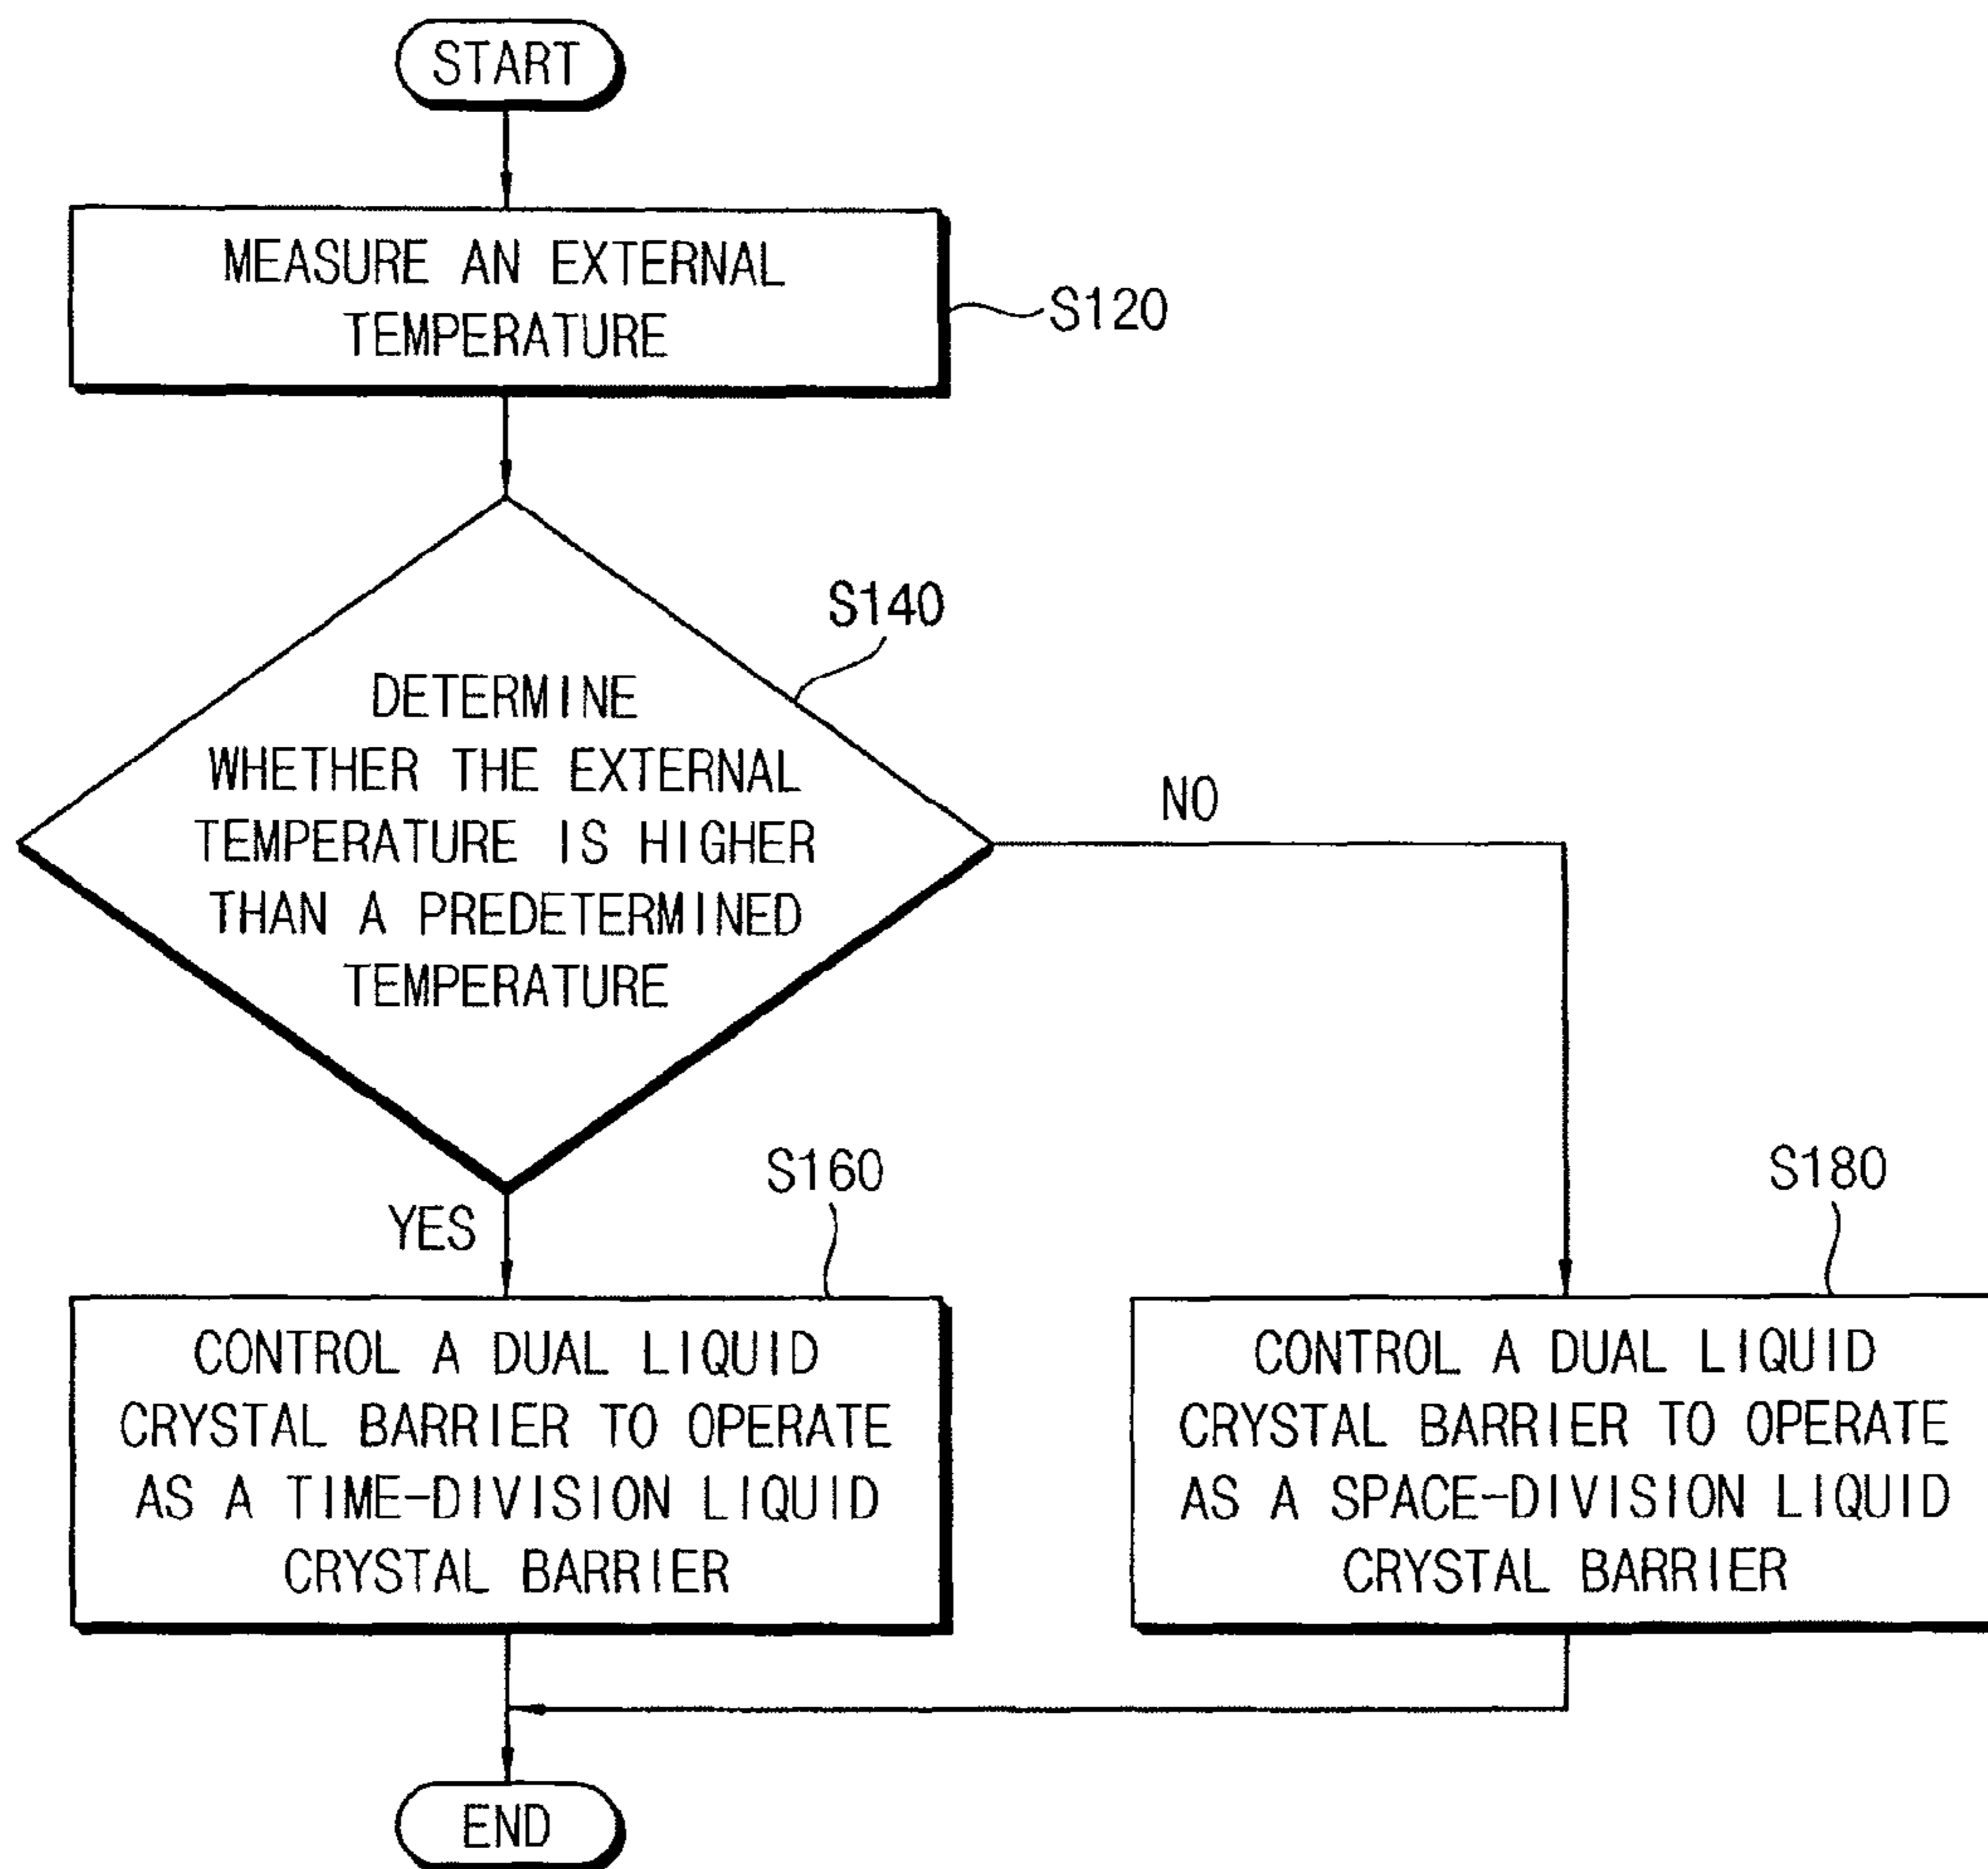 START
MEASURE AN EXTERNAL
TEMPERATURE
S120
S140
DETERMINE
WHETHER THE EXTERNAL
TEMPERATURE IS HIGHER
THAN A PREDETERMINED
TEMPERATURE
NO
YES
S160
CONTROL A DUAL LIQUID
CRYSTAL BARRIER TO OPERATE
AS A TIME-DIVISION LIQUID
CRYSTAL BARRIER
S180
CONTROL A DUAL LIQUID
CRYSTAL BARRIER TO OPERATE
AS A SPACE-DIVISION LIQUID
CRYSTAL BARRIER
END